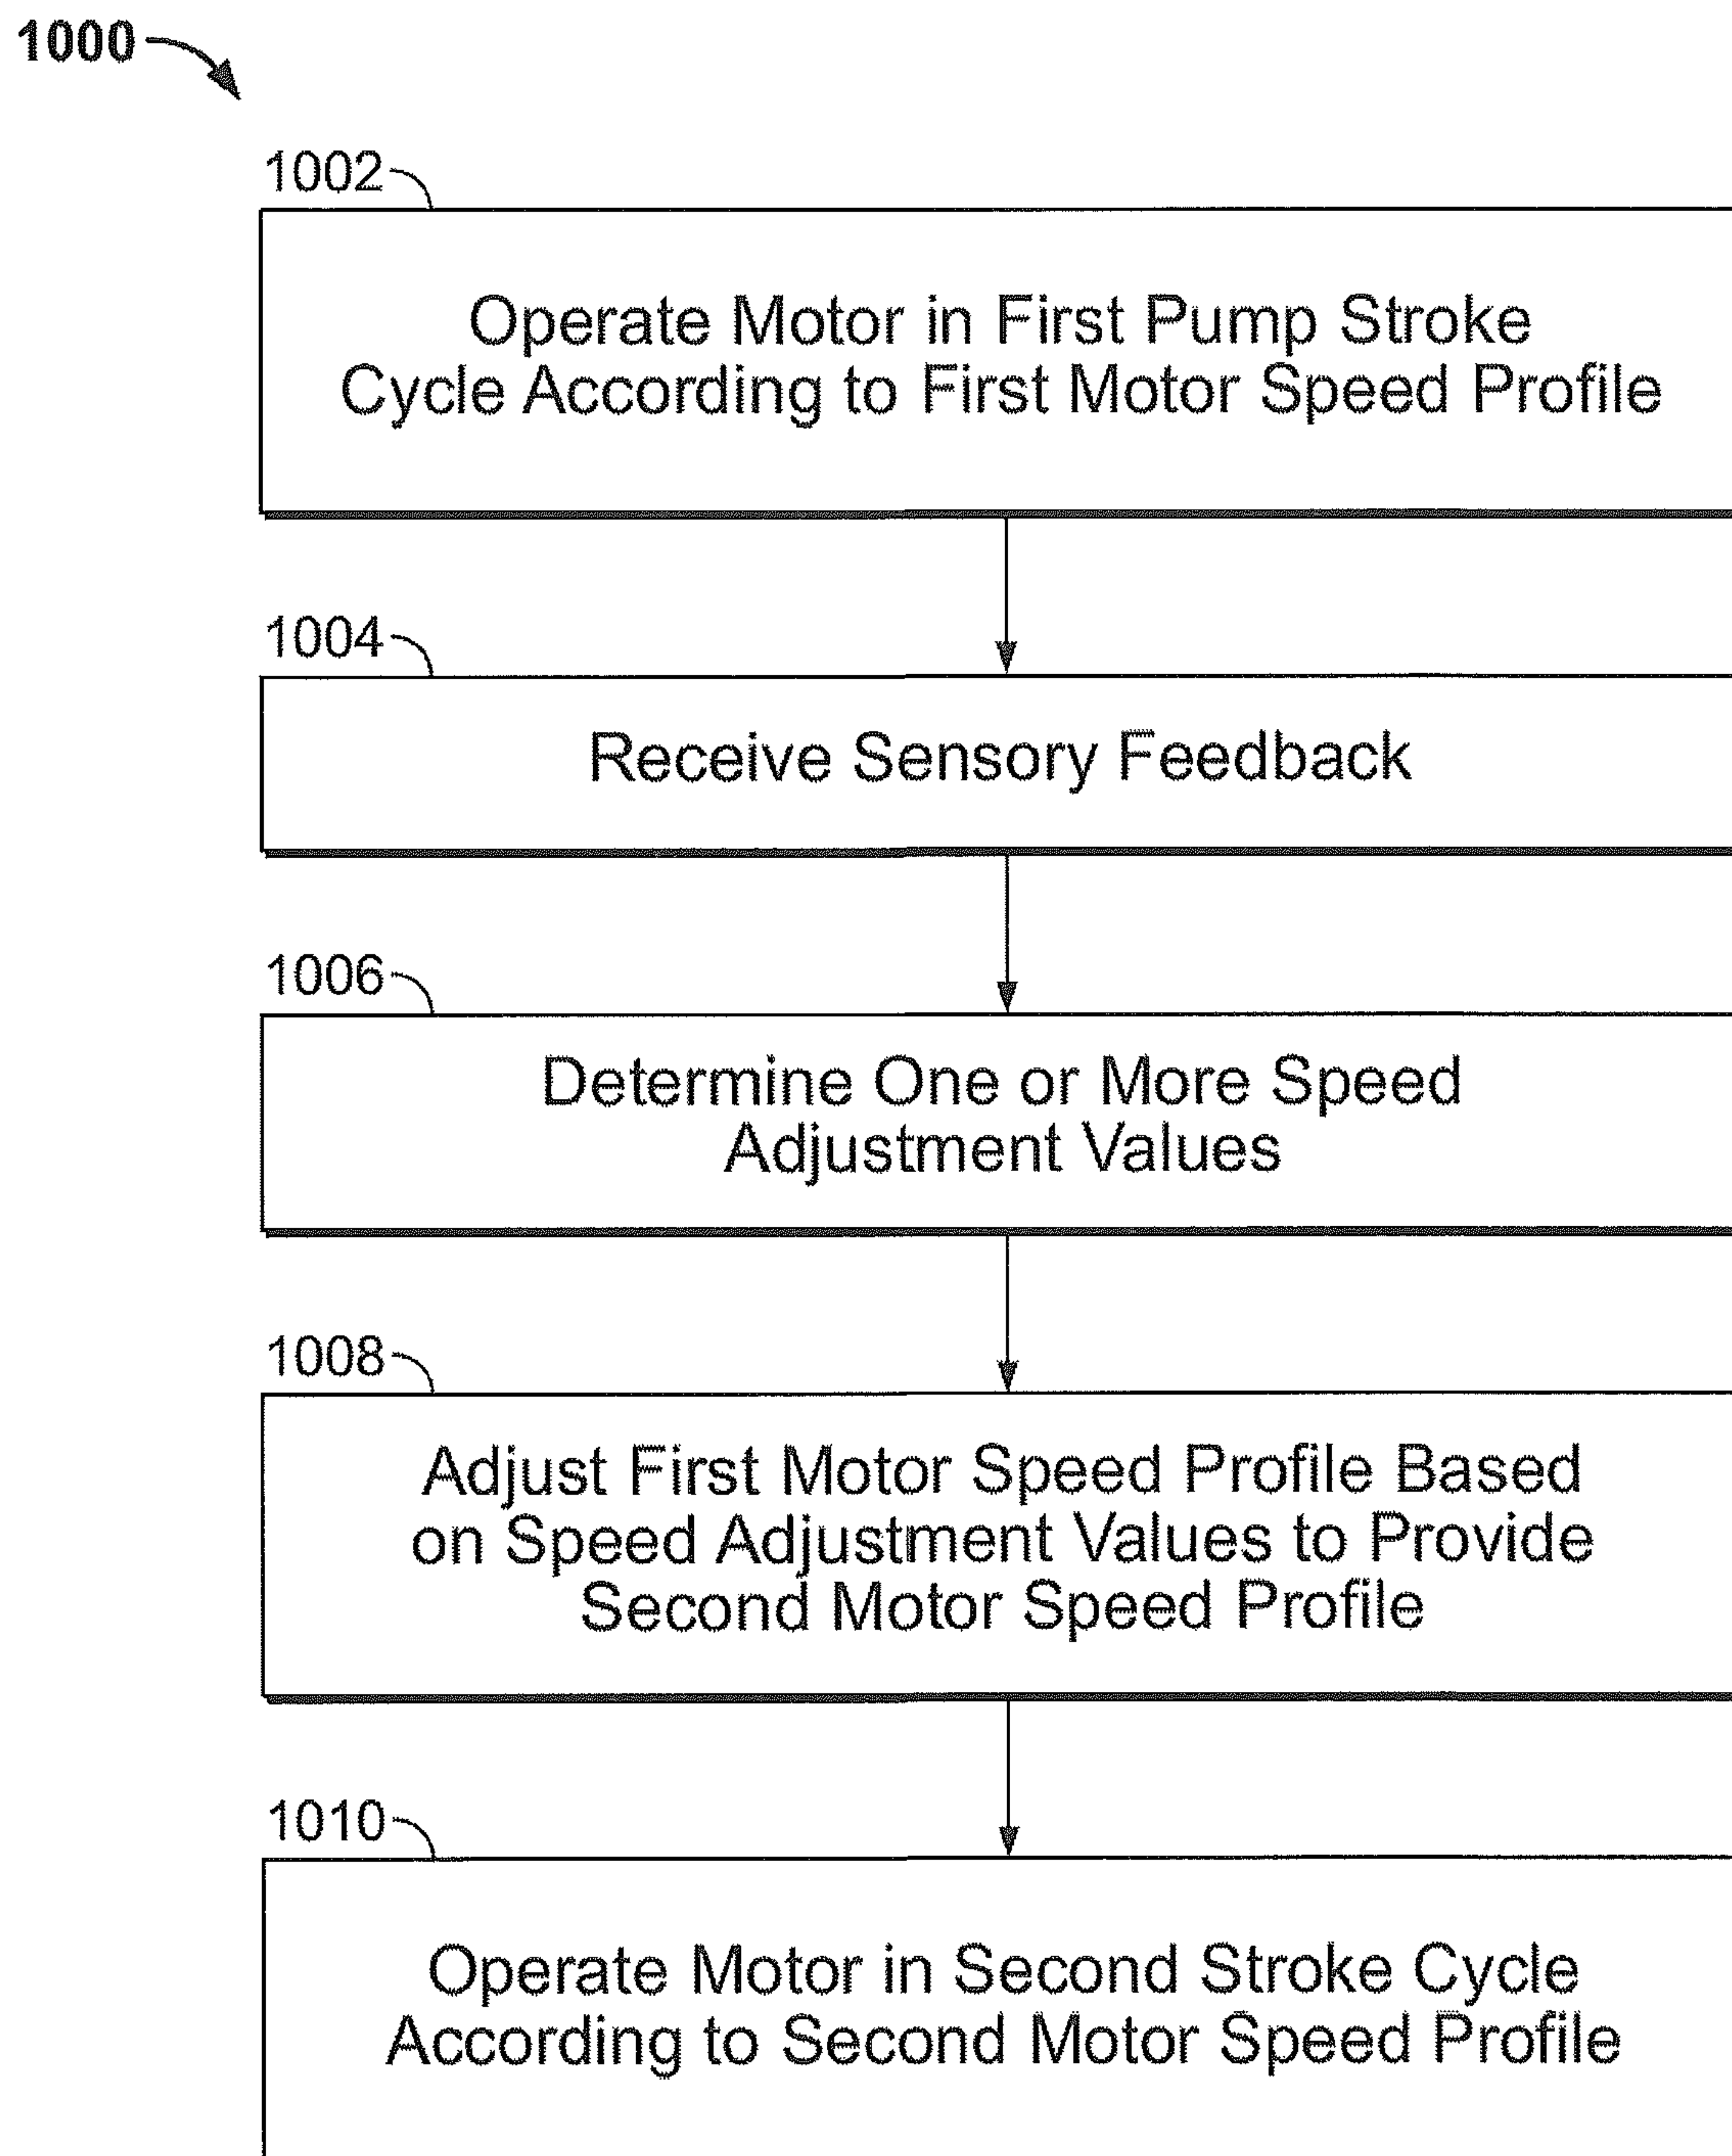 1000
1002
Operate Motor in First Pump Stroke
Cycle According to First Motor Speed Profile
1004
Receive Sensory Feedback
1006
Determine One or More Speed
Adjustment Values
1008
Adjust First Motor Speed Profile Based
on Speed Adjustment Values to Provide
Second Motor Speed Profile
1010
Operate Motor in Second Stroke Cycle
According to Second Motor Speed Profile